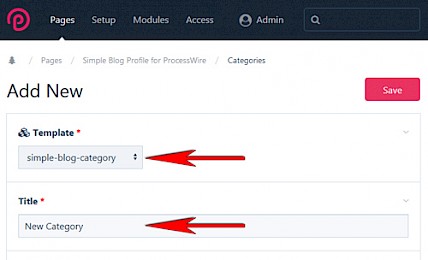 Pages Setup Modules Access Admin
/ Pages / Simple Blog Profile for ProcessWire / Categories
Add New
Save
Template *
simple-blog-category
Title *
New Category